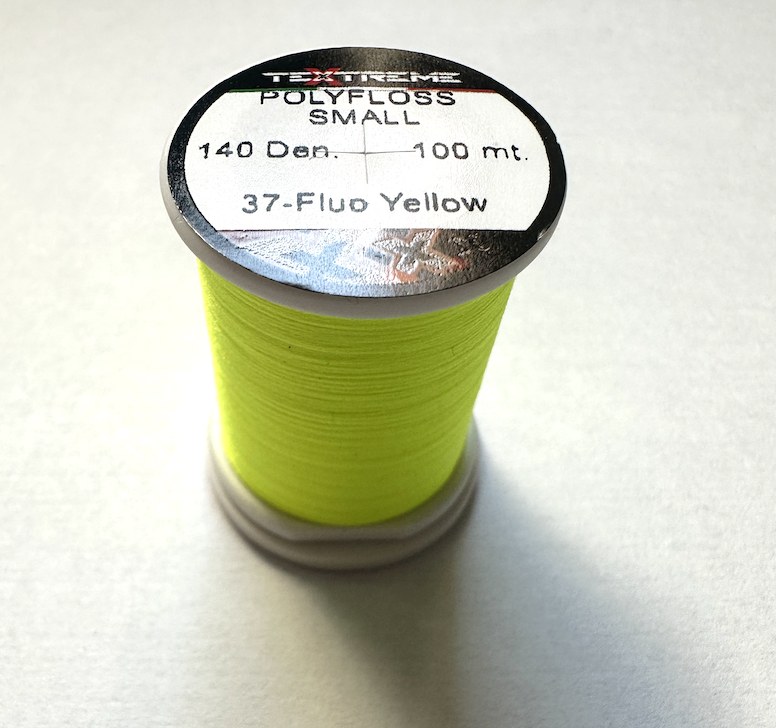 TEXTREME
POLYFLOSS
SMALL
140 Den. 100 mt.
37-Fluo Yellow